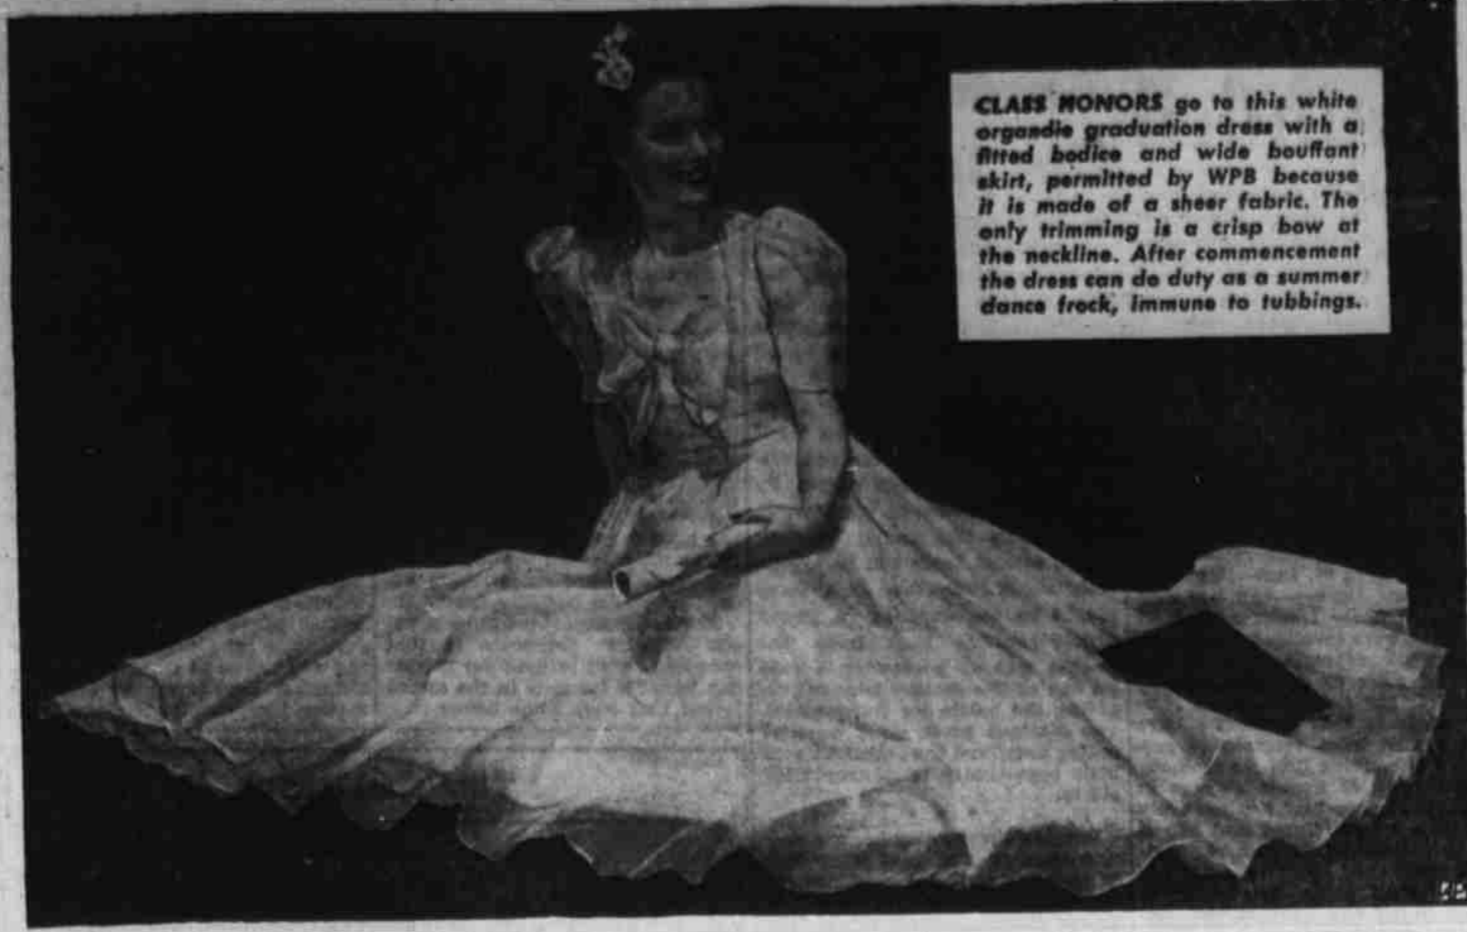 CLASS HONORS go to this white
organdie graduation dress with a
fitted bodice and wide bouffant
skirt, permitted by WPB because
it is made of a sheer fabric. The
only trimming is a crisp bow at
the neckline. After commencement
the dress can do duty as a summer
dance frock, immune to tubbings.